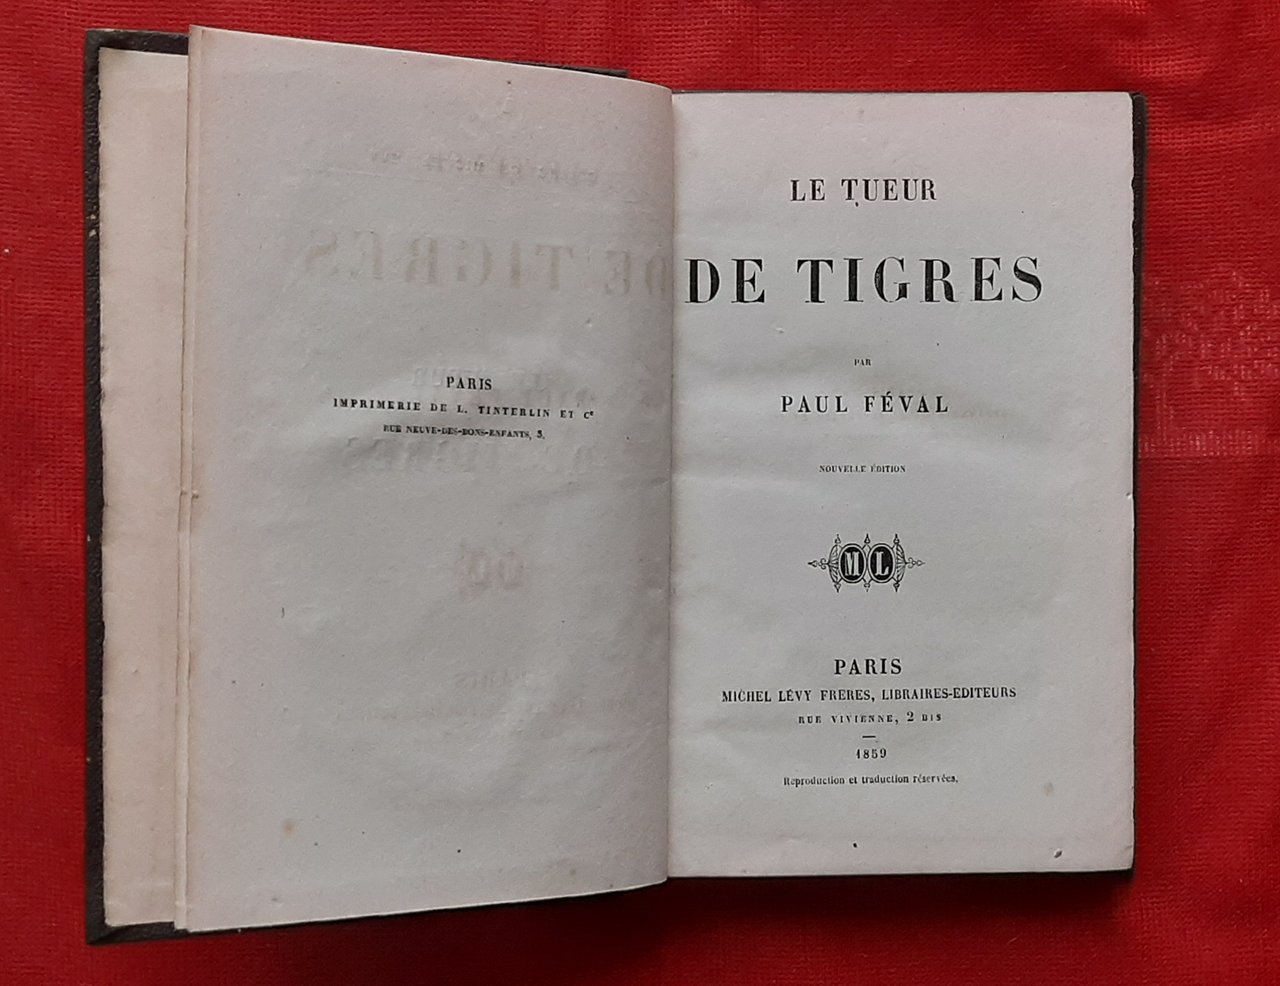 PARIS
IMPRIMERIE DE L. TINTERLIN ET Ce
RUE NEUVE-DES-BONS-ENFANTS, 3.
LE TUEUR
DE TIGRES
PAR
PAUL FÉVAL
NOUVELLE ÉDITION
ML
PARIS
MICHEL LÉVY FRERES, LIBRAIRES-ÉDITEURS
RUE VIVIENNE, 2 BIS
—
1859
Reproduction et traduction réservées.